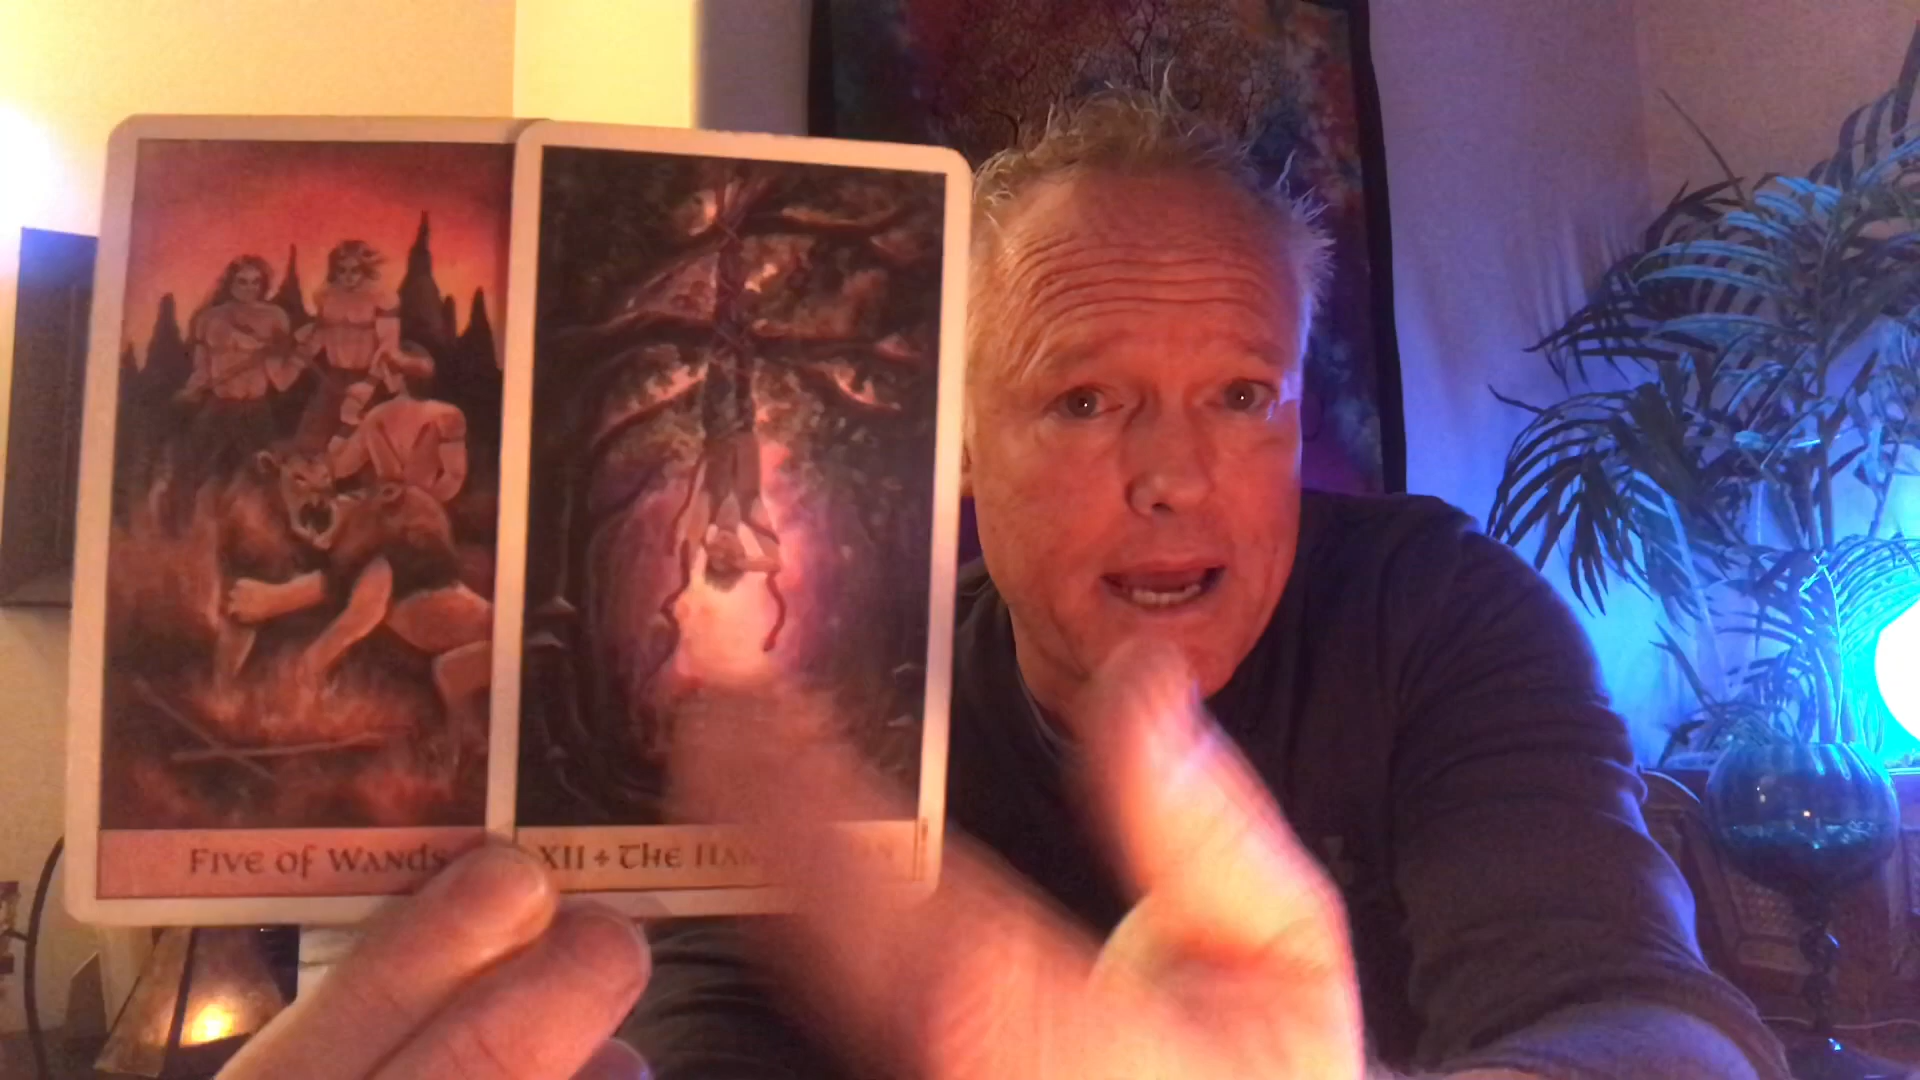 Five of Wands
XII + The